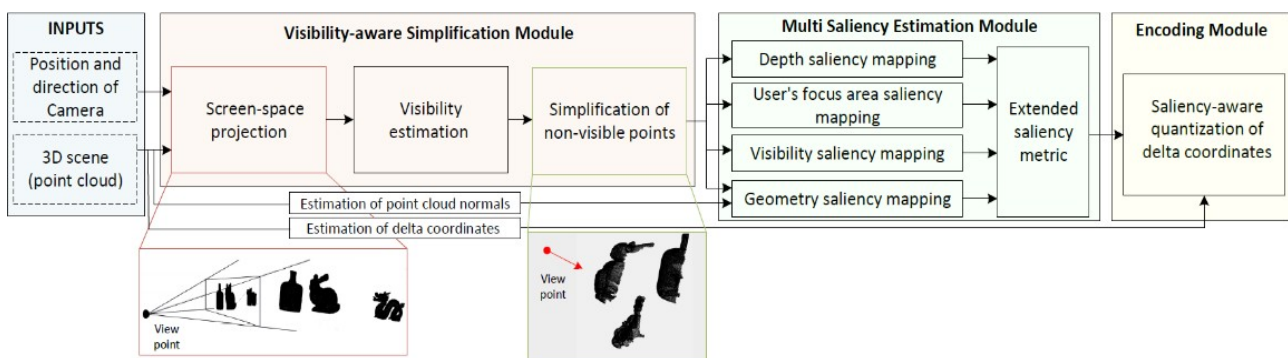 INPUTS
Position and
direction of
Camera
3D scene
(point cloud)
Visibility-aware Simplification Module
Screen-space
projection
Visibility
estimation
Simplification of
non-visible points
Multi Saliency Estimation Module
Depth saliency mapping
User's focus area saliency
mapping
Visibility saliency mapping
Geometry saliency mapping
Extended
saliency
metric
Encoding Module
Saliency-aware
quantization of
delta coordinates
Estimation of point cloud normals
Estimation of delta coordinates
View
point
View
point